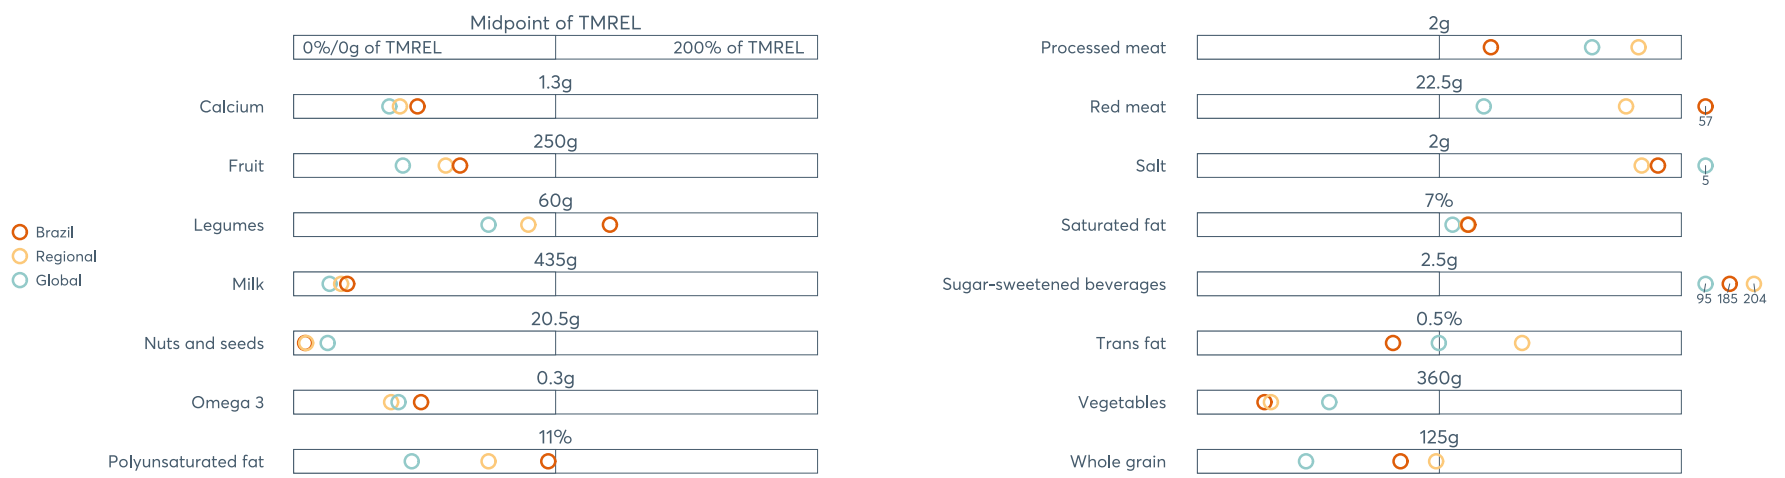 Midpoint of TMREL
0%/0g of TMREL 200% of TMREL
1.3g
Calcium
250g
Fruit
60g
Legumes
435g
Milk
20.5g
Nuts and seeds
0.3g
Omega 3
11%
Polyunsaturated fat
Brazil
Regional
Global
2g
Processed meat
22.5g
Red meat
57
2g
Salt
5
7%
Saturated fat
2.5g
Sugar-sweetened beverages
95 185 204
0.5%
Trans fat
360g
Vegetables
125g
Whole grain